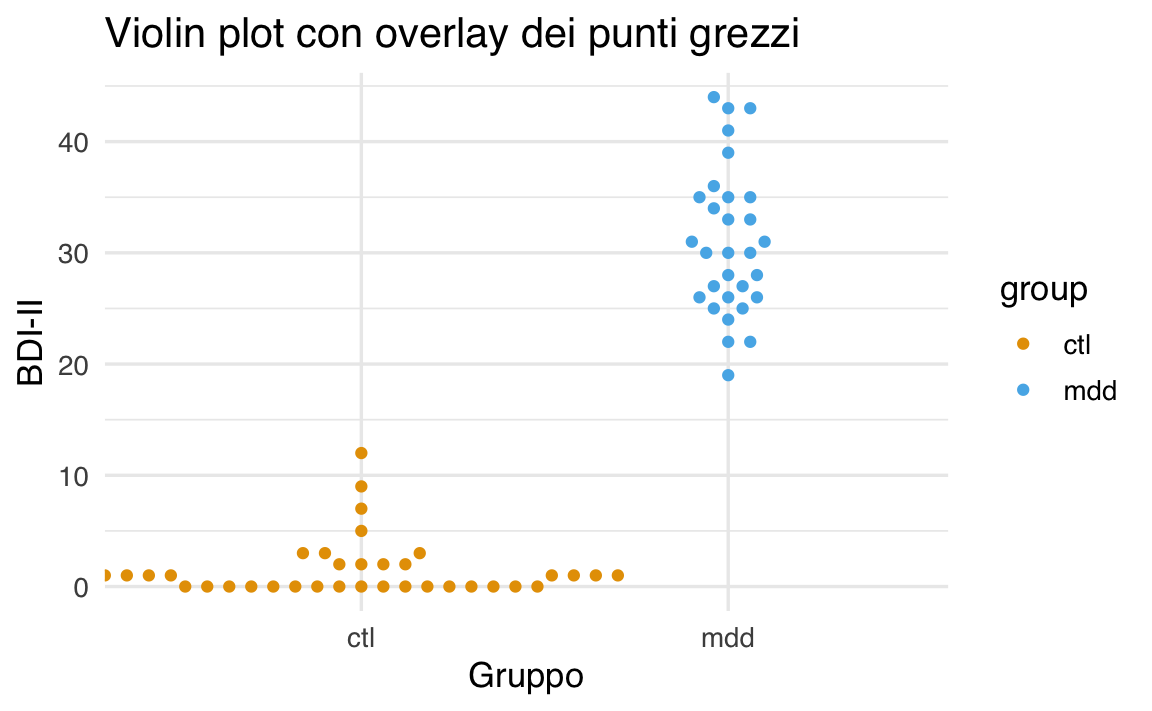 Violin plot con overlay dei punti grezzi
BDI-II
40
30
20
10
0
ctl
mdd
Gruppo
group
ctl
mdd